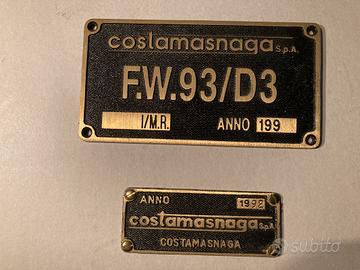 costamasnaga S.p.A.
F.W.93/D3
I/M.R. ANNO 199
ANNO 1992
costamasnaga S.p.A.
COSTAMASNAGA
subito